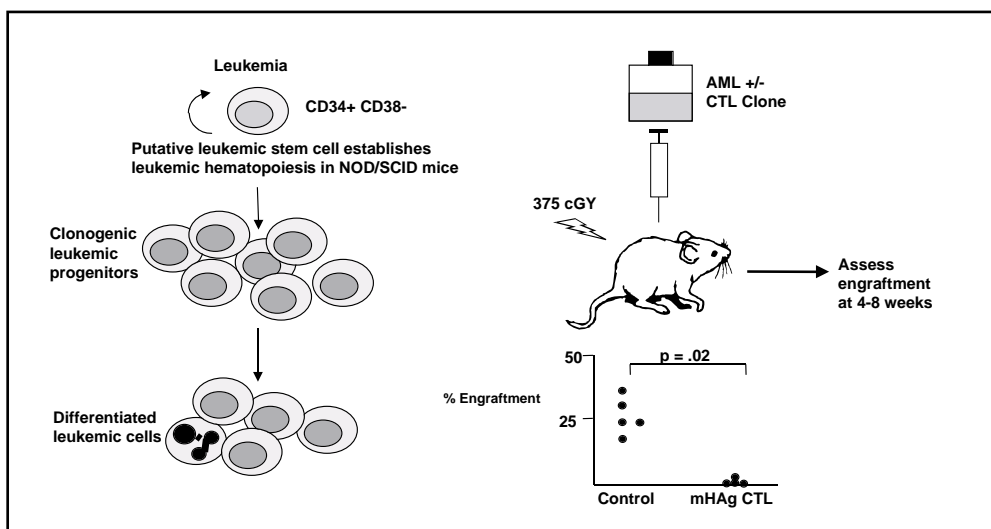 Leukemia
CD34+ CD38-
Putative leukemic stem cell establishes
leukemic hematopoiesis in NOD/SCID mice
Clonogenic
leukemic
progenitors
Differentiated
leukemic cells
AML +/-
CTL Clone
375 cGY
Assess
engraftment
at 4-8 weeks
50
p = .02
% Engraftment
25
Control
mHAg CTL